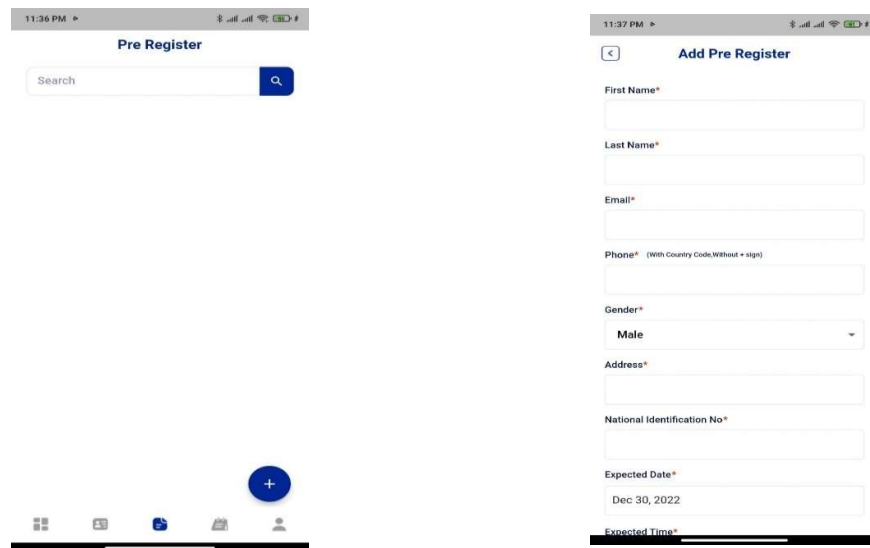 11:36 PM
Pre Register
Search
11:37 PM
Add Pre Register
First Name*
Last Name*
Email*
Phone* (With Country Code,Without + sign)
Gender*
Male
Address*
National Identification No*
Expected Date*
Dec 30, 2022
Expected Time*